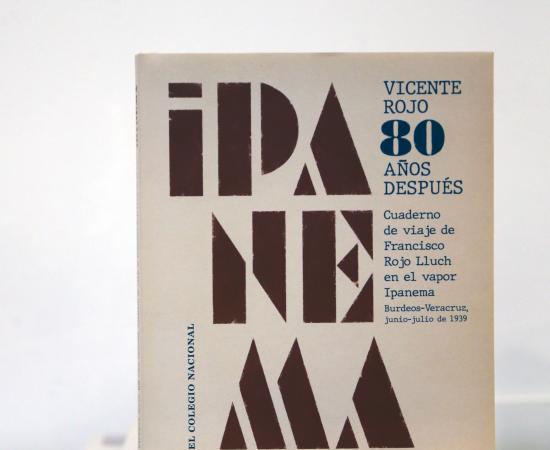 iPA
NE
MA
VICENTE
ROJO
80
AÑOS
DESPUÉS
Cuaderno
de viaje de
Francisco
Rojo Lluch
en el vapor
Ipanema
Burdeos-Veracruz,
junio-julio de 1939
EL COLEGIO NACIONAL